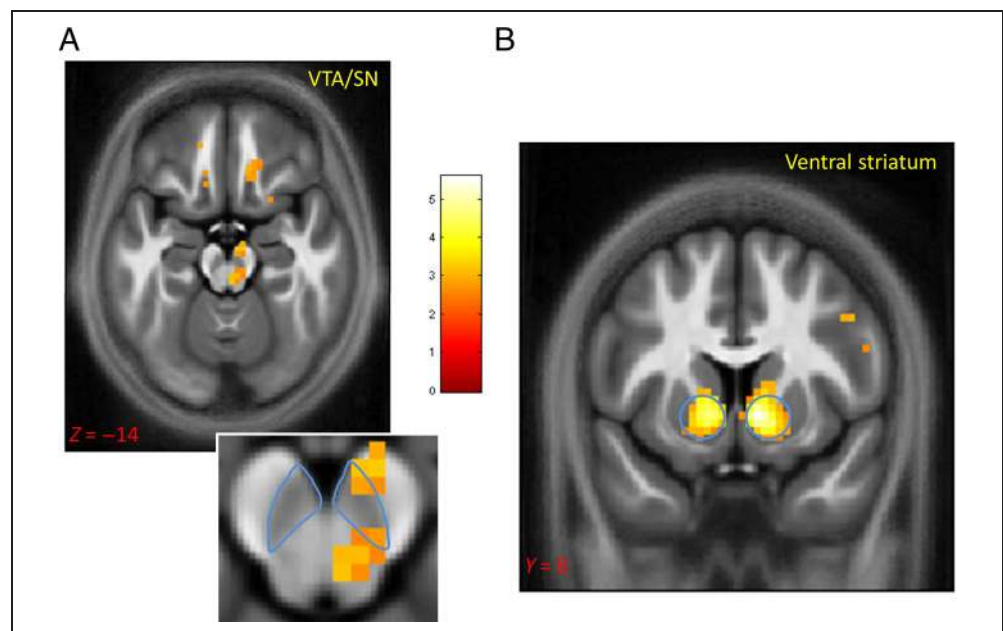 A
VTA/SN
Z = −14
5
4
3
2
1
0
B
Ventral striatum
Y = 8